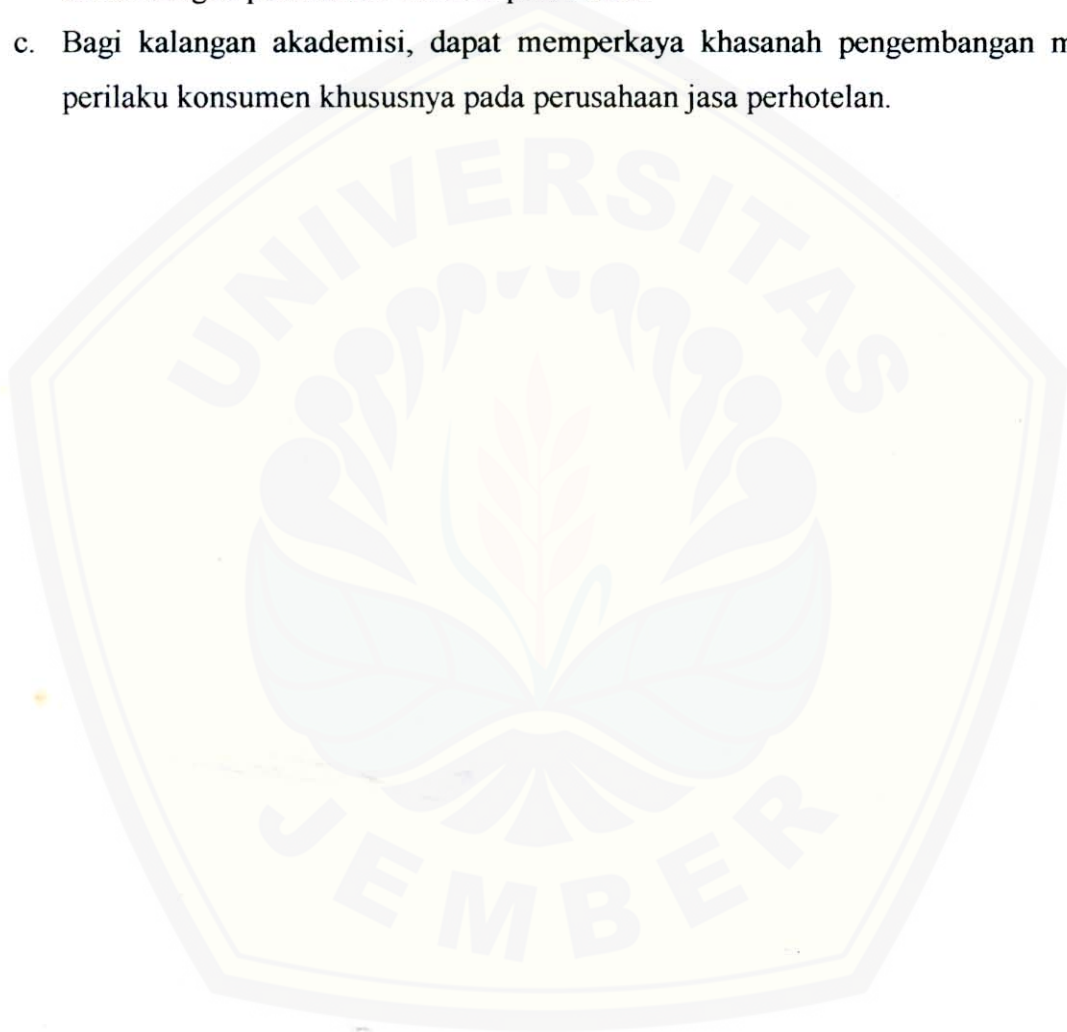 c. Bagi kalangan akademisi, dapat memperkaya khasanah pengembangan
perilaku konsumen khususnya pada perusahaan jasa perhotelan.
UNIVERSITAS
JEMBER